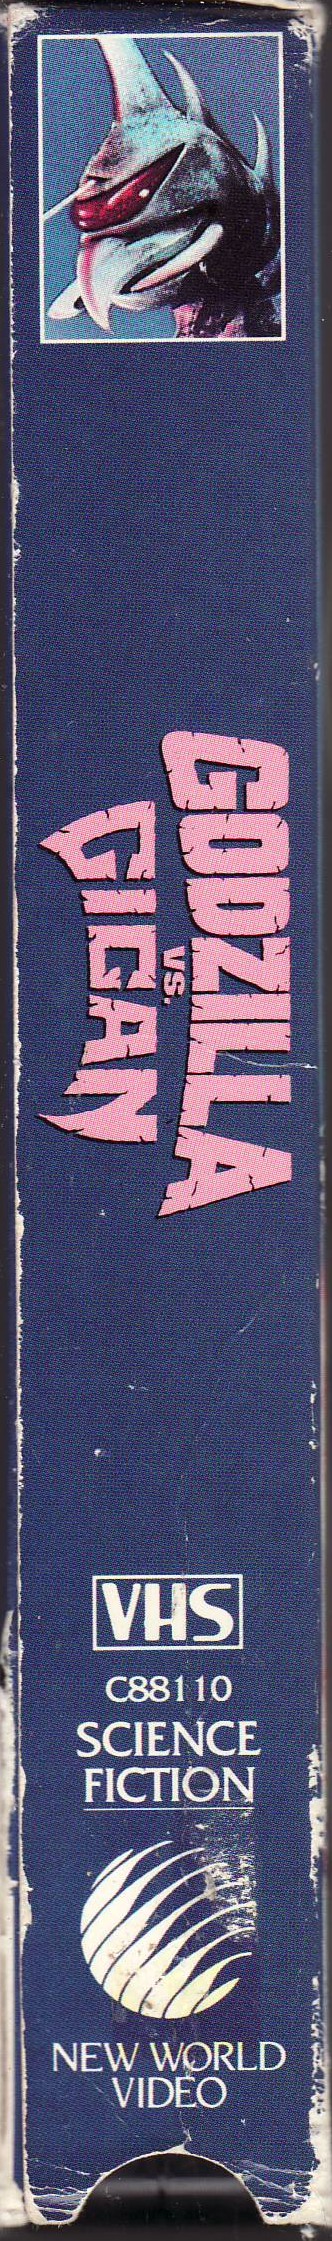 GODZILLA
VS.
GIGAN
VHS
C88110
SCIENCE
FICTION
NEW WORLD
VIDEO